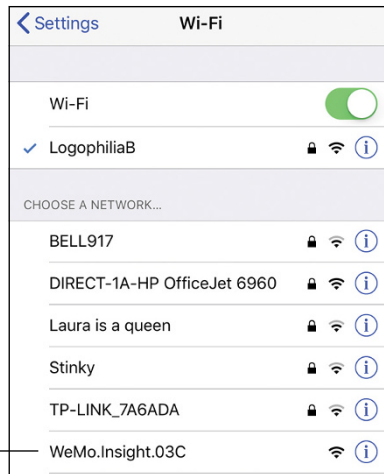 Settings Wi-Fi
Wi-Fi
LogophiliaB
CHOOSE A NETWORK...
BELL917
DIRECT-1A-HP OfficeJet 6960
Laura is a queen
Stinky
TP-LINK_7A6ADA
WeMo.Insight.03C